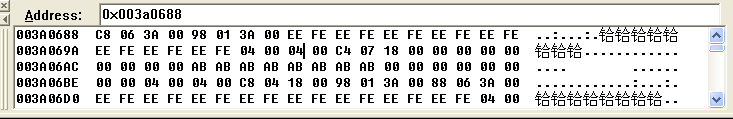 Address: 0x003a0688
003A0688 C8 06 3A 00 98 01 3A 00 EE FE EE FE EE FE EE FE EE FE ..:...:.铪铪铪铪铪
003A069A EE FE EE FE EE FE 04 00 04 00 C4 07 18 00 00 00 00 00 铪铪铪............
003A06AC 00 00 00 00 AB AB AB AB AB AB AB AB 00 00 00 00 00 00 .... ......
003A06BE 00 00 04 00 04 00 C8 04 18 00 98 01 3A 00 88 06 3A 00 ............:...:.
003A06D0 EE FE EE FE EE FE EE FE EE FE EE FE EE FE EE FE 04 00 铪铪铪铪铪铪铪铪..